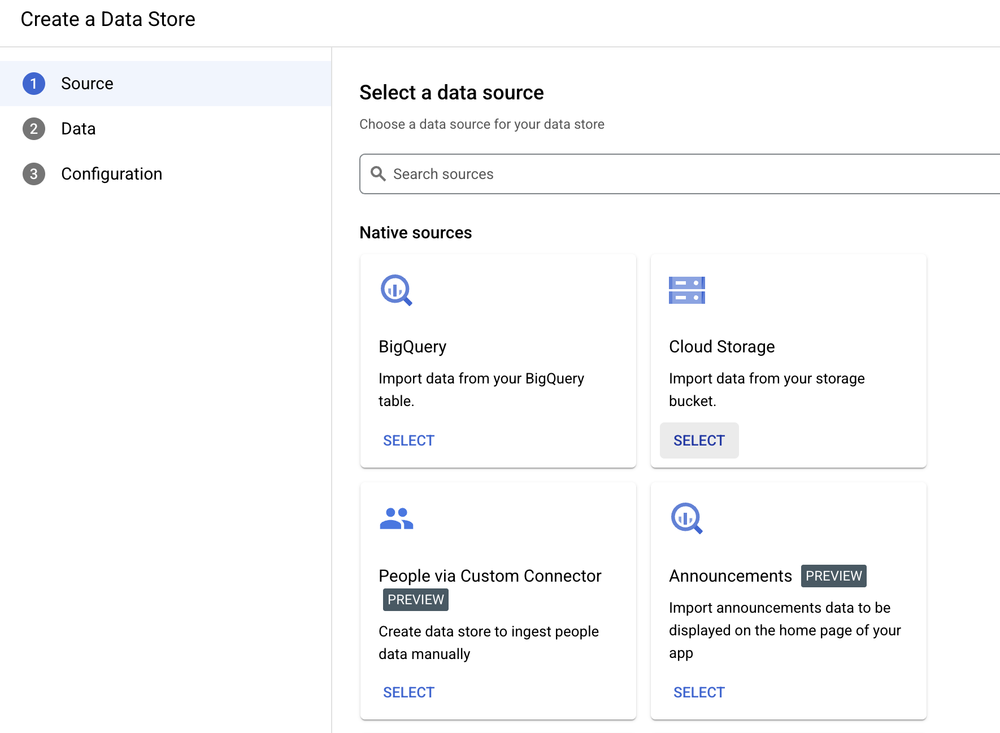 Create a Data Store
1 Source
2 Data
3 Configuration
Select a data source
Choose a data source for your data store
Search sources
Native sources
BigQuery
Import data from your BigQuery
table.
SELECT
Cloud Storage
Import data from your storage
bucket.
SELECT
People via Custom Connector
PREVIEW
Create data store to ingest people
data manually
SELECT
Announcements PREVIEW
Import announcements data to be
displayed on the home page of your
app
SELECT